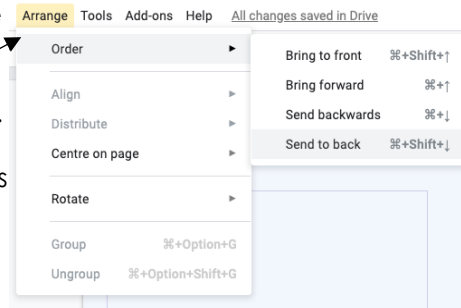 Arrange Tools Add-ons Help All changes saved in Drive
Order ►
Bring to front ⌘+Shift+↑
Bring forward ⌘+↑
Send backwards ⌘+↓
Send to back ⌘+Shift+↓
Align ►
Distribute ►
Centre on page ►
Rotate ►
Group ⌘+Option+G
Ungroup ⌘+Option+Shift+G